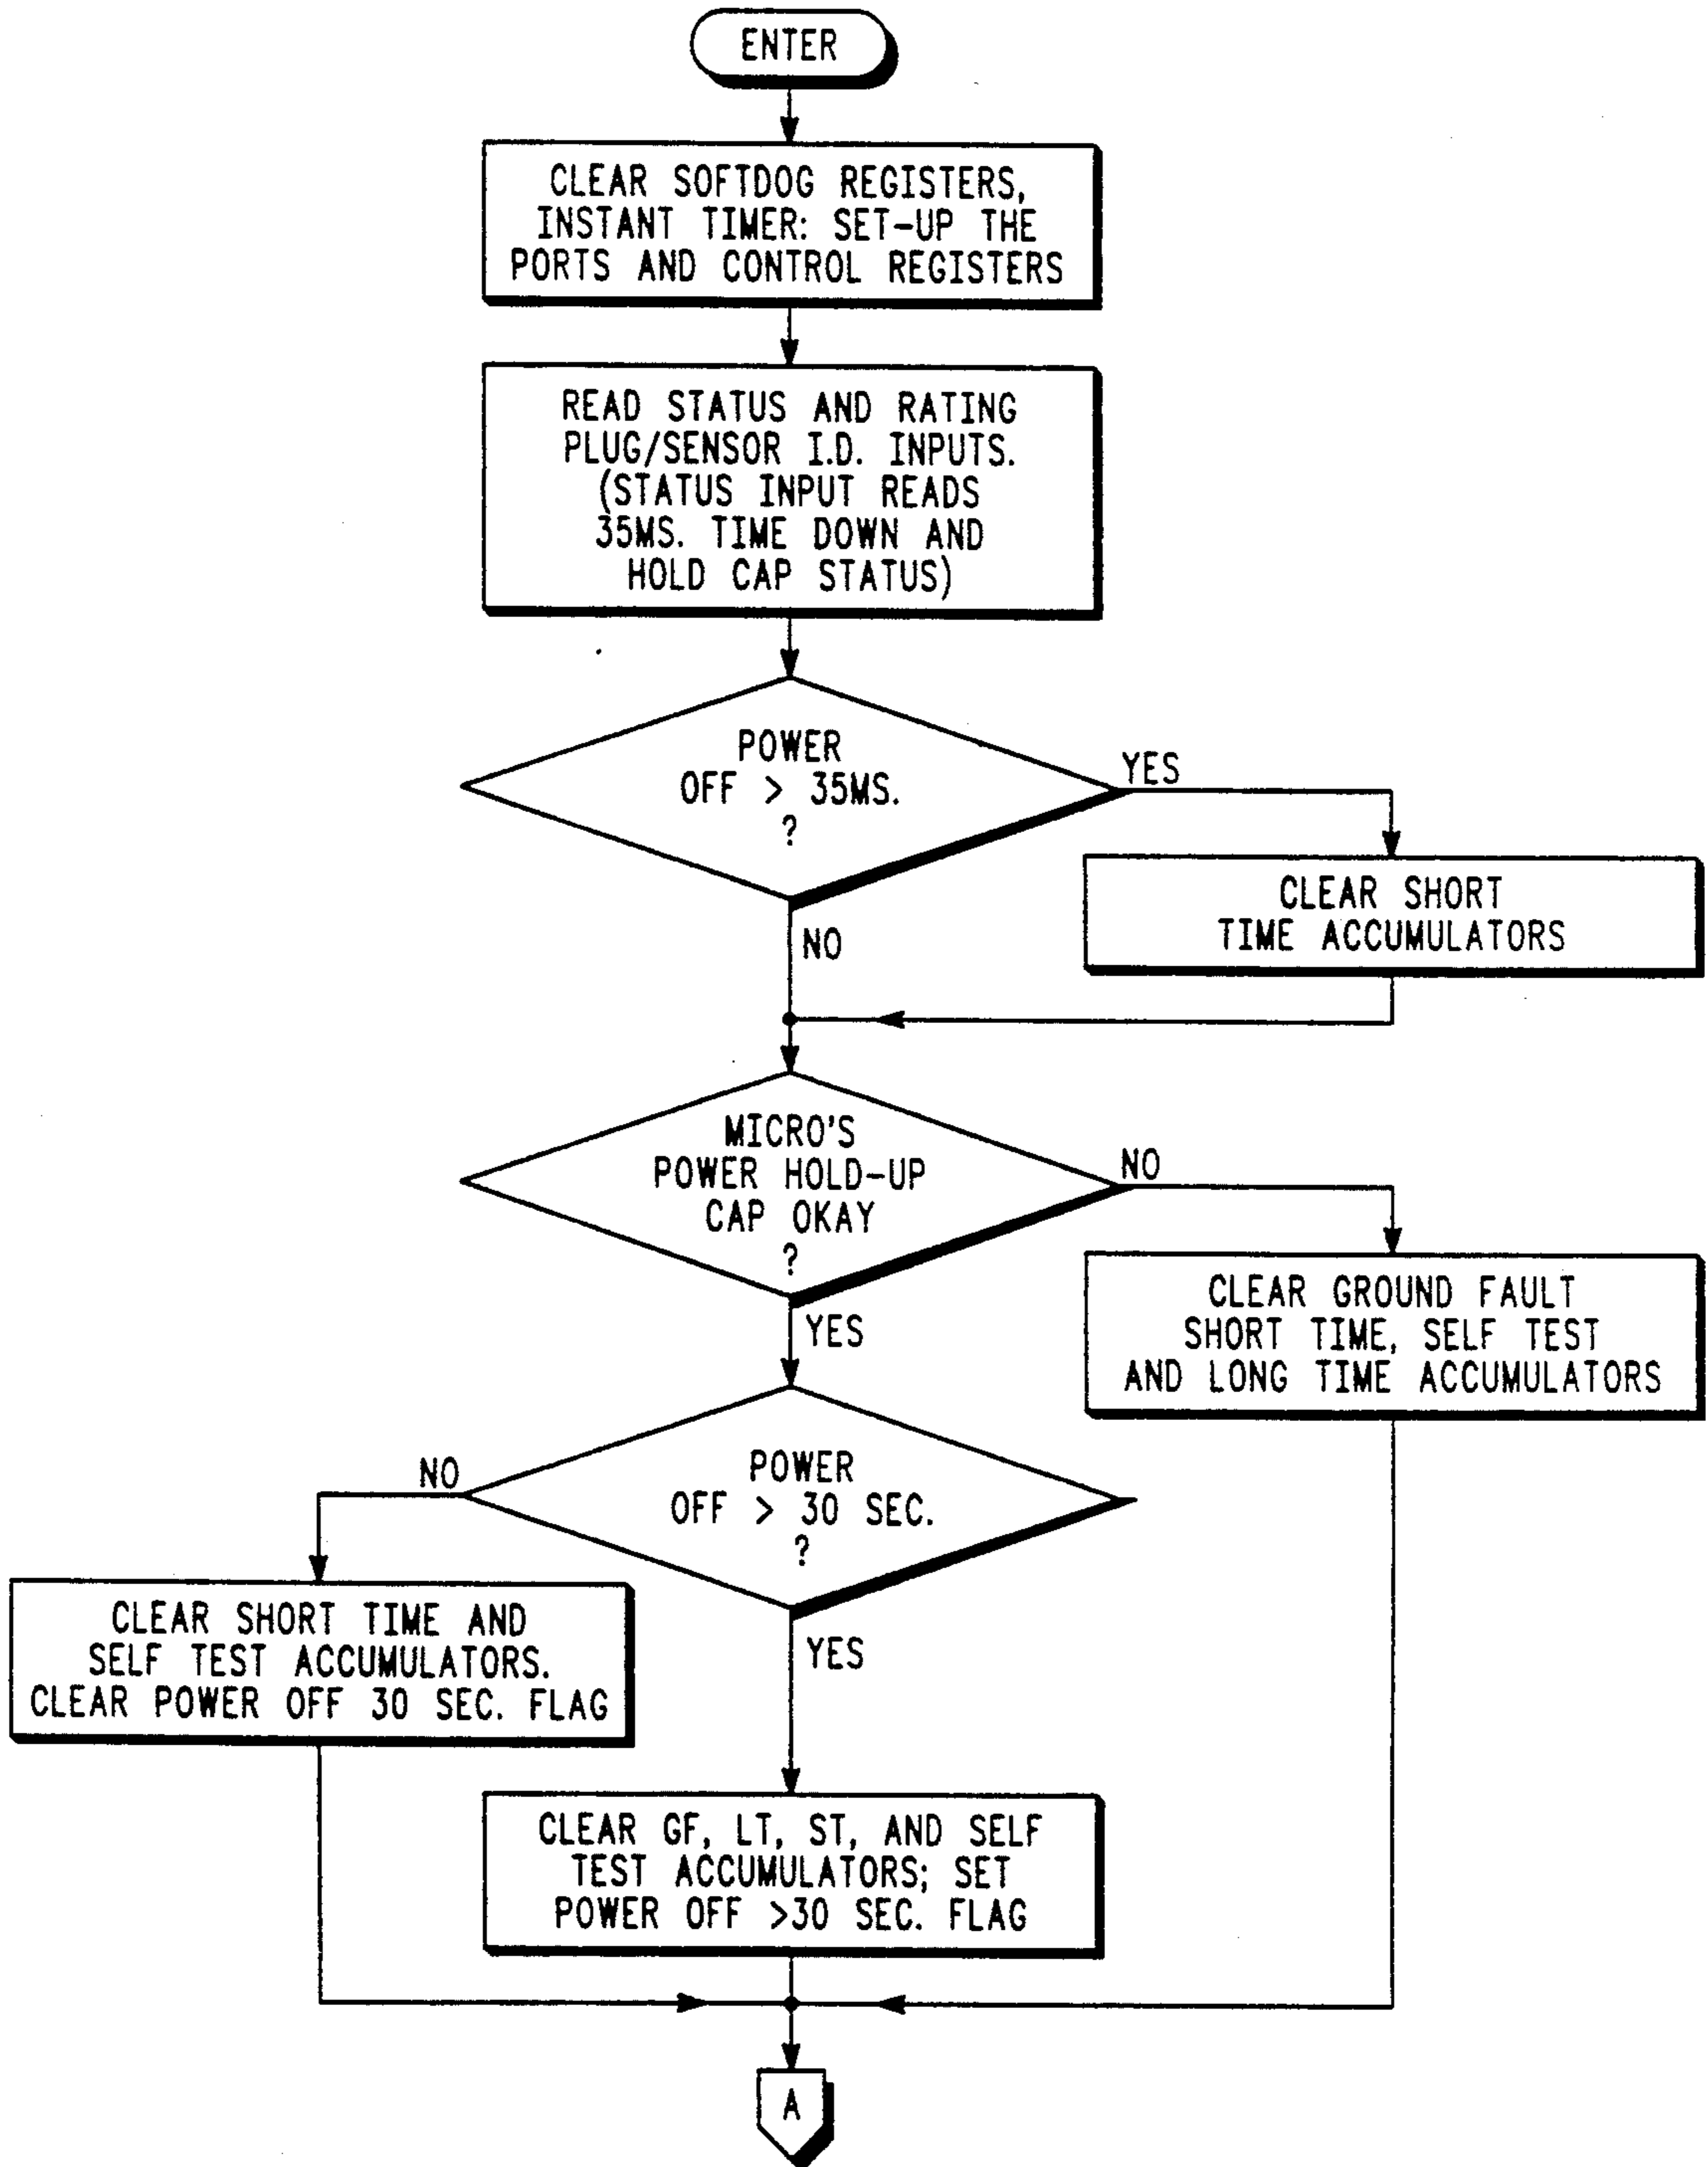 ENTER
CLEAR SOFTDOG REGISTERS,
INSTANT TIMER: SET-UP THE
PORTS AND CONTROL REGISTERS
READ STATUS AND RATING
PLUG/SENSOR I.D. INPUTS.
(STATUS INPUT READS
35MS. TIME DOWN AND
HOLD CAP STATUS)
POWER
OFF > 35MS.
?
YES
CLEAR SHORT
TIME ACCUMULATORS
NO
MICRO'S
POWER HOLD-UP
CAP OKAY
?
NO
CLEAR GROUND FAULT
SHORT TIME, SELF TEST
AND LONG TIME ACCUMULATORS
YES
POWER
OFF > 30 SEC.
?
NO
CLEAR SHORT TIME AND
SELF TEST ACCUMULATORS.
CLEAR POWER OFF 30 SEC. FLAG
YES
CLEAR GF, LT, ST, AND SELF
TEST ACCUMULATORS; SET
POWER OFF >30 SEC. FLAG
A